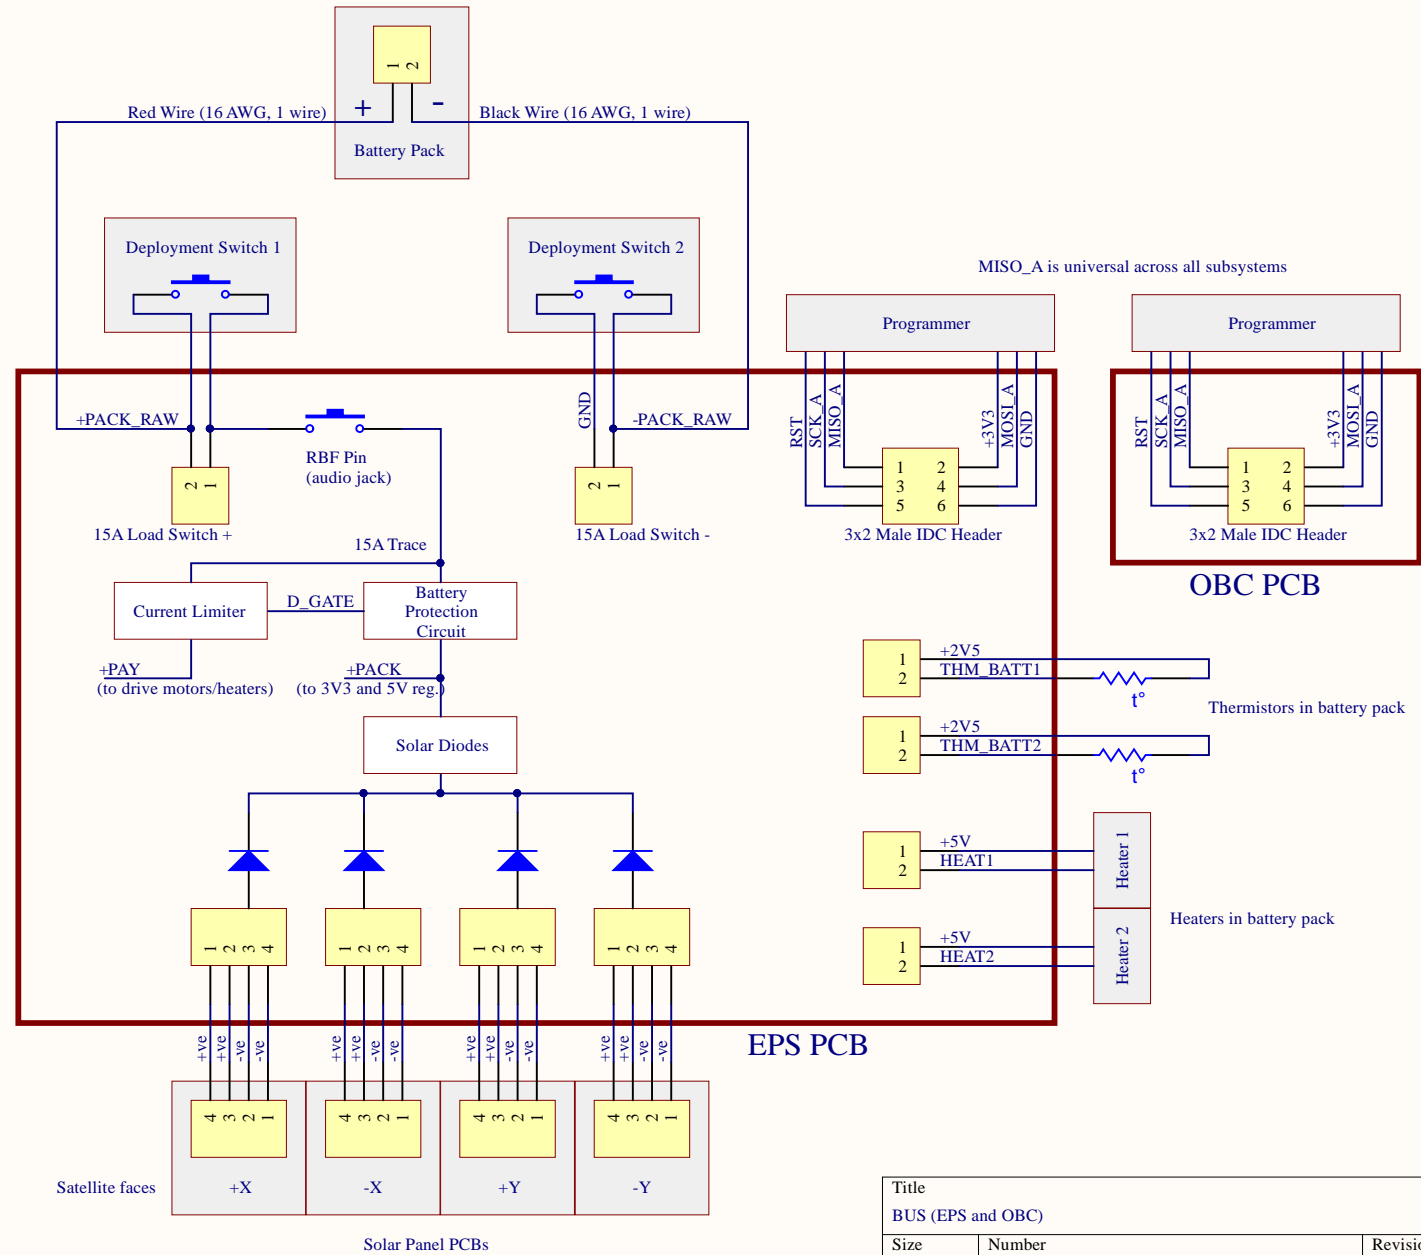 1
2
Red Wire (16 AWG, 1 wire)
+
-
Black Wire (16 AWG, 1 wire)
Battery Pack
Deployment Switch 1
Deployment Switch 2
MISO_A is universal across all subsystems
Programmer
Programmer
+PACK_RAW
GND
-PACK_RAW
RST
SCK_A
MISO_A
+3V3
MOSI_A
GND
RST
SCK_A
MISO_A
+3V3
MOSI_A
GND
RBF Pin
(audio jack)
2
1
2
1
1 2
3 4
5 6
1 2
3 4
5 6
15A Load Switch +
15A Load Switch -
3x2 Male IDC Header
3x2 Male IDC Header
15A Trace
OBC PCB
Current Limiter
D_GATE
Battery
Protection
Circuit
+PAY
(to drive motors/heaters)
+PACK
(to 3V3 and 5V reg.)
1
2
+2V5
THM_BATT1
t°
Thermistors in battery pack
1
2
+2V5
THM_BATT2
t°
Solar Diodes
1
2
+5V
HEAT1
Heater 1
Heaters in battery pack
1
2
+5V
HEAT2
Heater 2
1 2 3 4
1 2 3 4
1 2 3 4
1 2 3 4
EPS PCB
+ve +ve -ve -ve
+ve +ve -ve -ve
+ve +ve -ve -ve
+ve +ve -ve -ve
4 3 2 1
4 3 2 1
4 3 2 1
4 3 2 1
Satellite faces
+X
-X
+Y
-Y
Solar Panel PCBs
Title
BUS (EPS and OBC)
Size
Number